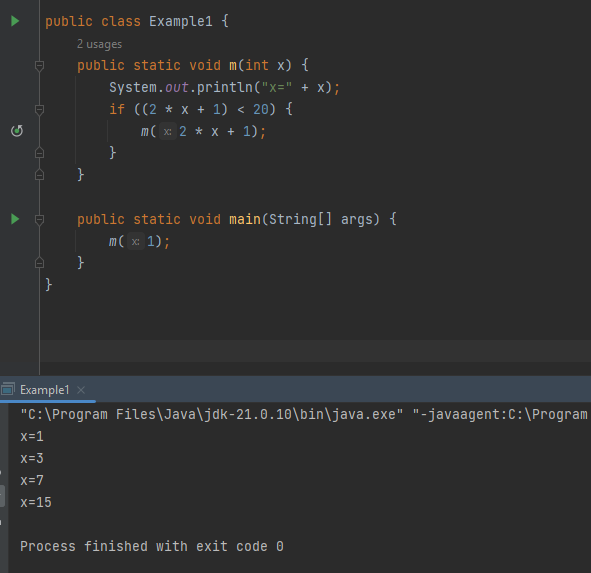 public class Example1 {
2 usages
public static void m(int x) {
System.out.println("x=" + x);
if ((2 * x + 1) < 20) {
m( x: 2 * x + 1);
}
}
public static void main(String[] args) {
m( x: 1);
}
}
Example1
"C:\Program Files\Java\jdk-21.0.10\bin\java.exe" "-javaagent:C:\Program
x=1
x=3
x=7
x=15
Process finished with exit code 0